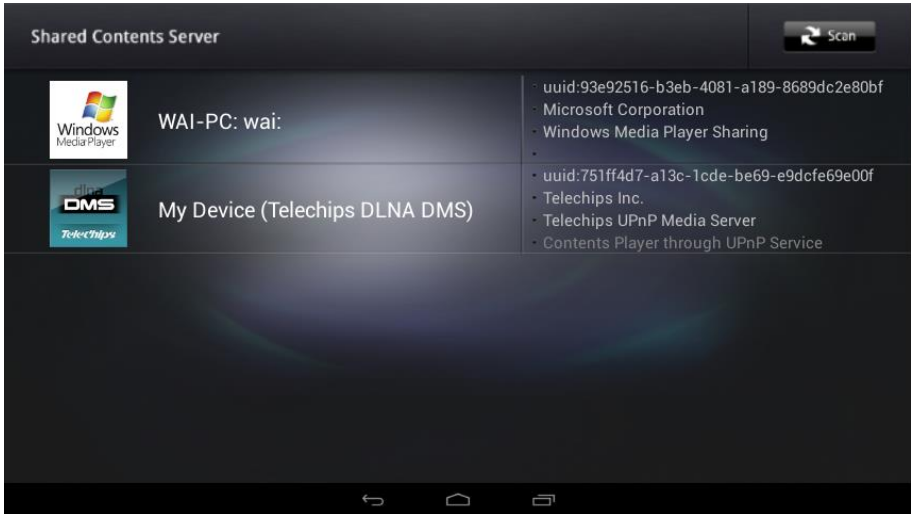 Shared Contents Server
Scan
Windows
Media Player
WAI-PC: wai:
uuid:93e92516-b3eb-4081-a189-8689dc2e80bf
Microsoft Corporation
Windows Media Player Sharing
dlna
DMS
Telechips
My Device (Telechips DLNA DMS)
uuid:751ff4d7-a13c-1cde-be69-e9dcfe69e00f
Telechips Inc.
Telechips UPnP Media Server
Contents Player through UPnP Service